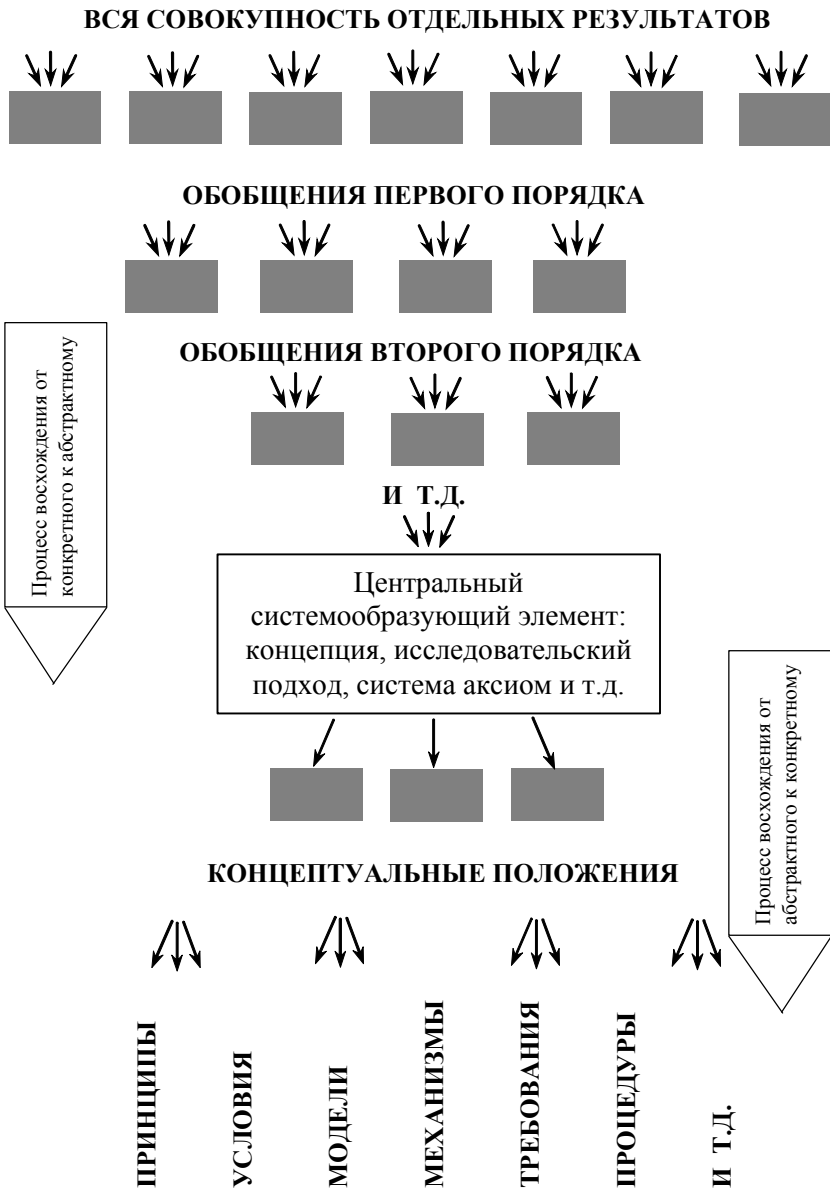 ВСЯ СОВОКУПНОСТЬ ОТДЕЛЬНЫХ РЕЗУЛЬТАТОВ
ОБОБЩЕНИЯ ПЕРВОГО ПОРЯДКА
ОБОБЩЕНИЯ ВТОРОГО ПОРЯДКА
Процесс восхождения от
конкретного к абстрактному
И Т.Д.
Центральный
системообразующий элемент:
концепция, исследовательский
подход, система аксиом и т.д.
Процесс восхождения от
абстрактного к конкретному
КОНЦЕПТУАЛЬНЫЕ ПОЛОЖЕНИЯ
ПРИНЦИПЫ
УСЛОВИЯ
МОДЕЛИ
МЕХАНИЗМЫ
ТРЕБОВАНИЯ
ПРОЦЕДУРЫ
И Т.Д.